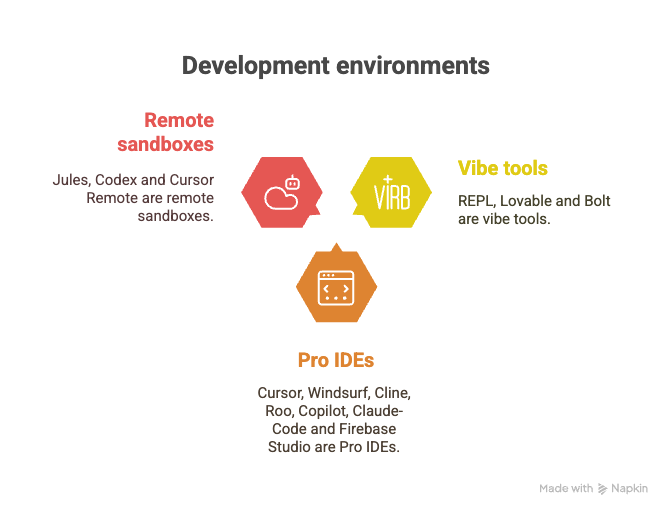 Development environments
Remote
sandboxes
Jules, Codex and Cursor
Remote are remote
sandboxes.
VIRB
Vibe tools
REPL, Lovable and Bolt
are vibe tools.
Pro IDEs
Cursor, Windsurf, Cline,
Roo, Copilot, Claude-
Code and Firebase
Studio are Pro IDEs.
Made with Napkin